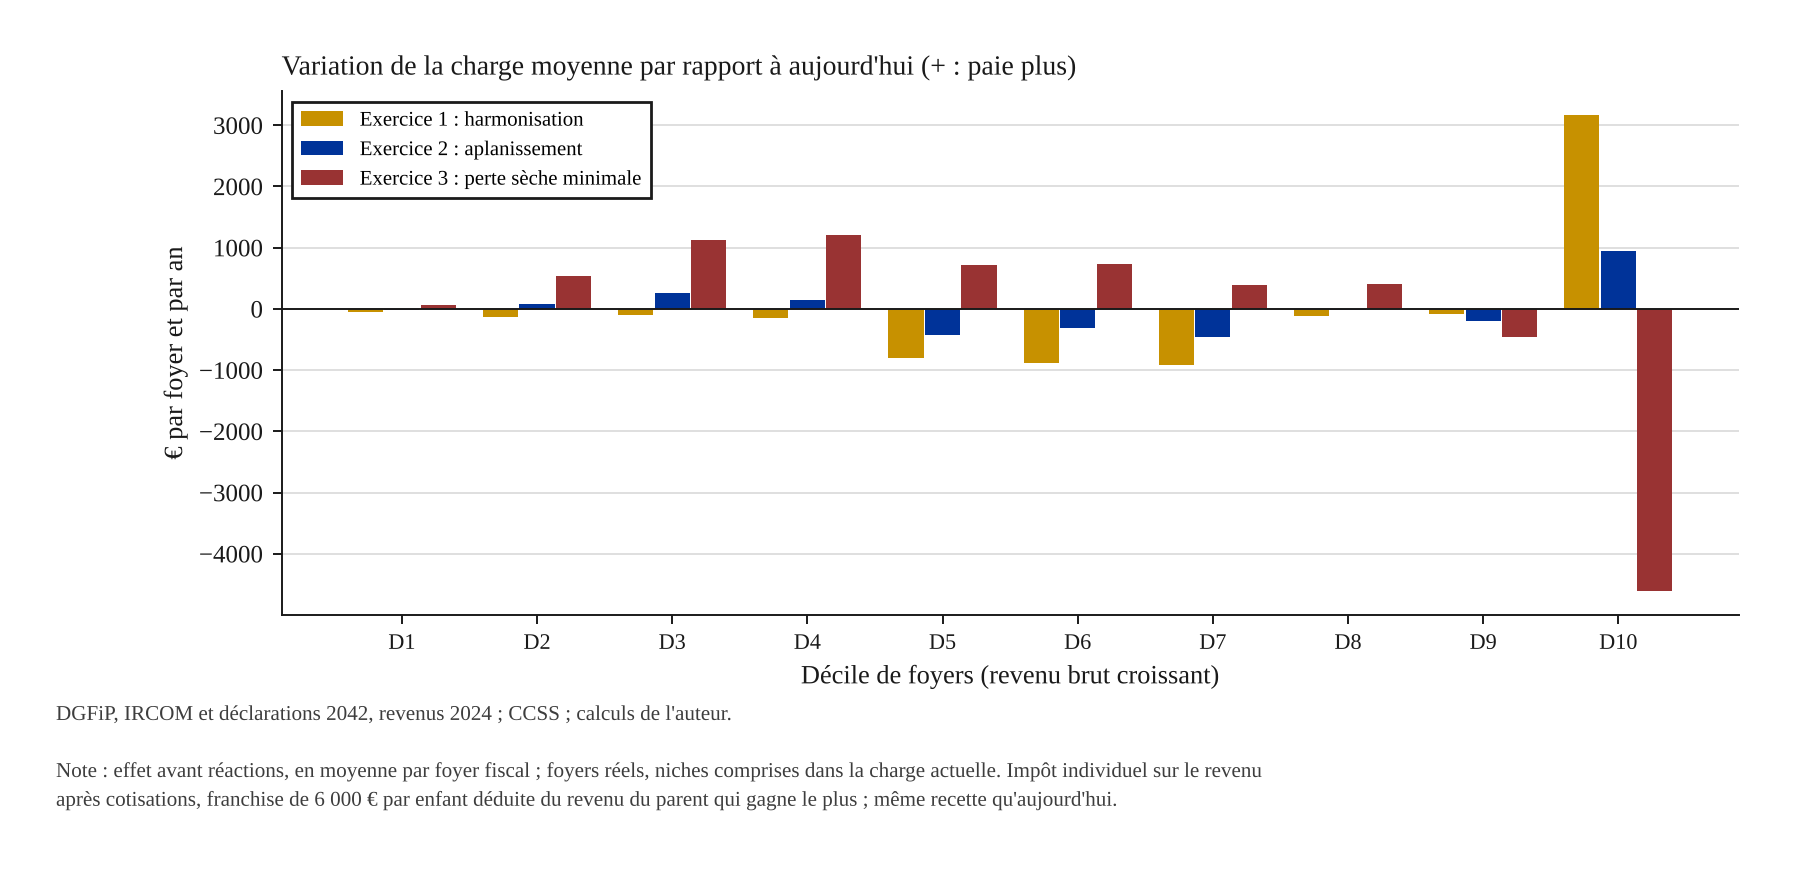 Variation de la charge moyenne par rapport à aujourd'hui (+ : paie plus)
Exercice 1 : harmonisation
Exercice 2 : aplanissement
Exercice 3 : perte sèche minimale
€ par foyer et par an
3000
2000
1000
0
−1000
−2000
−3000
−4000
D1 D2 D3 D4 D5 D6 D7 D8 D9 D10
Décile de foyers (revenu brut croissant)
DGFiP, IRCOM et déclarations 2042, revenus 2024 ; CCSS ; calculs de l'auteur.
Note : effet avant réactions, en moyenne par foyer fiscal ; foyers réels, niches comprises dans la charge actuelle. Impôt individuel sur le revenu
après cotisations, franchise de 6 000 € par enfant déduite du revenu du parent qui gagne le plus ; même recette qu'aujourd'hui.